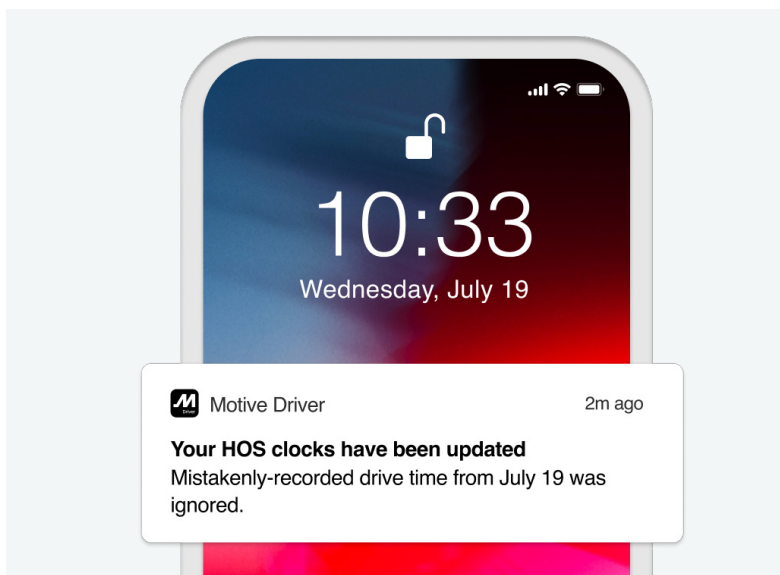 10:33
Wednesday, July 19
M
Driver
Motive Driver
2m ago
Your HOS clocks have been updated
Mistakenly-recorded drive time from July 19 was
ignored.